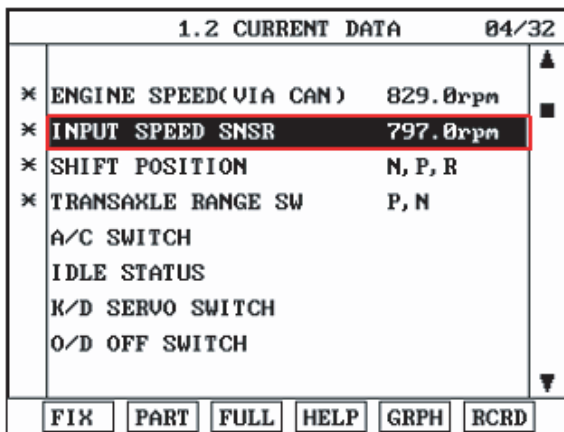 1.2 CURRENT DATA 04/32
* ENGINE SPEED(VIA CAN) 829.0rpm
* INPUT SPEED SNSR 797.0rpm
* SHIFT POSITION N,P,R
* TRANSAXLE RANGE SW P,N
A/C SWITCH
IDLE STATUS
K/D SERVO SWITCH
O/D OFF SWITCH
FIX PART FULL HELP GRPH RCRD